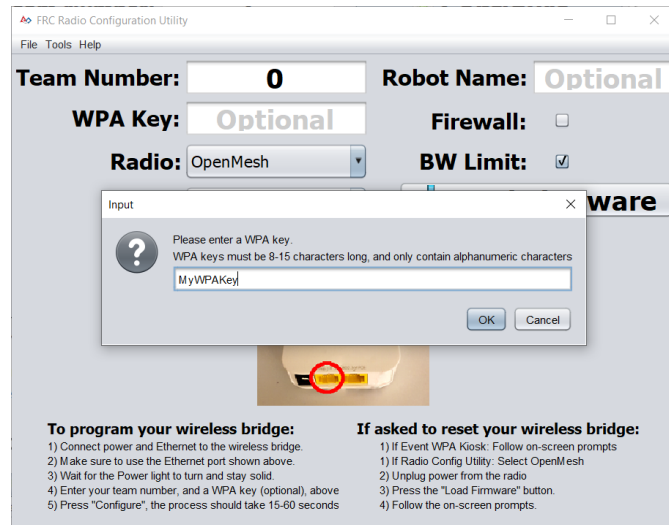 FRC Radio Configuration Utility
File Tools Help
Team Number: 0 Robot Name: Optional
WPA Key: Optional Firewall:
Radio: OpenMesh BW Limit:
ware
Input
Please enter a WPA key.
WPA keys must be 8-15 characters long, and only contain alphanumeric characters
MyWPAKey
OK Cancel
To program your wireless bridge:
1) Connect power and Ethernet to the wireless bridge.
2) Make sure to use the Ethernet port shown above.
3) Wait for the Power light to turn and stay solid.
4) Enter your team number, and a WPA key (optional), above
5) Press "Configure", the process should take 15-60 seconds
If asked to reset your wireless bridge:
1) If Event WPA Kiosk: Follow on-screen prompts
1) If Radio Config Utility: Select OpenMesh
2) Unplug power from the radio
3) Press the "Load Firmware" button.
4) Follow the on-screen prompts.